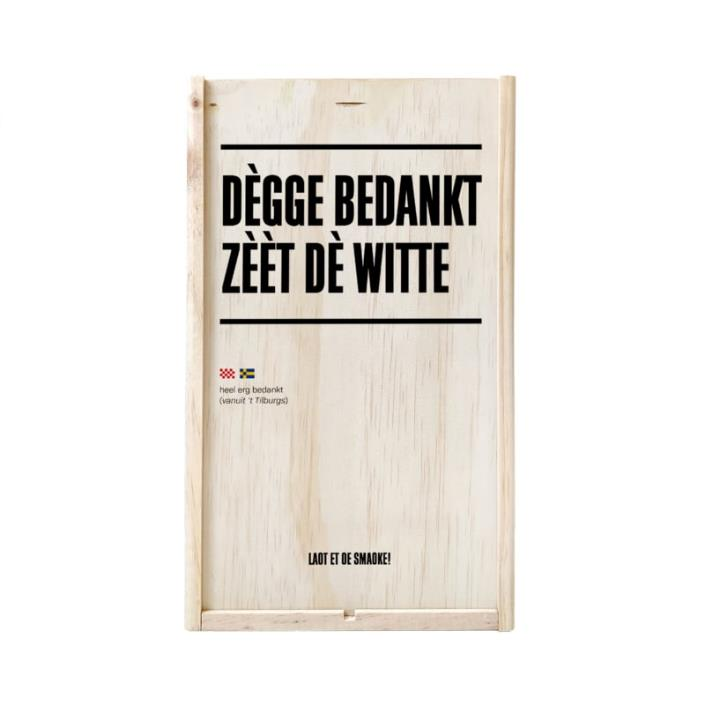 DÈGGE BEDANKT
ZÈÈT DÈ WITTE
heel erg bedankt
(vanuit 't Tilburgs)
LAOT ET OE SMAOKE!